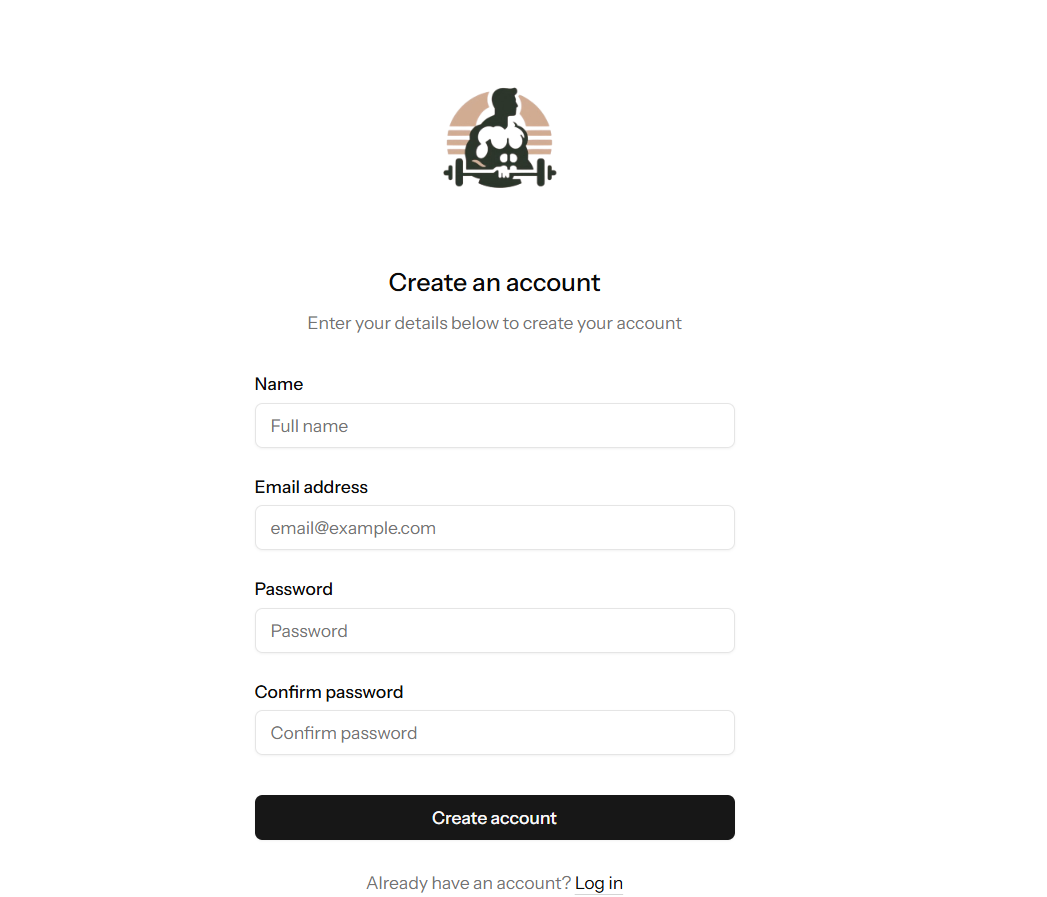 Create an account
Enter your details below to create your account
Name
Full name
Email address
email@example.com
Password
Password
Confirm password
Confirm password
Create account
Already have an account? Log in